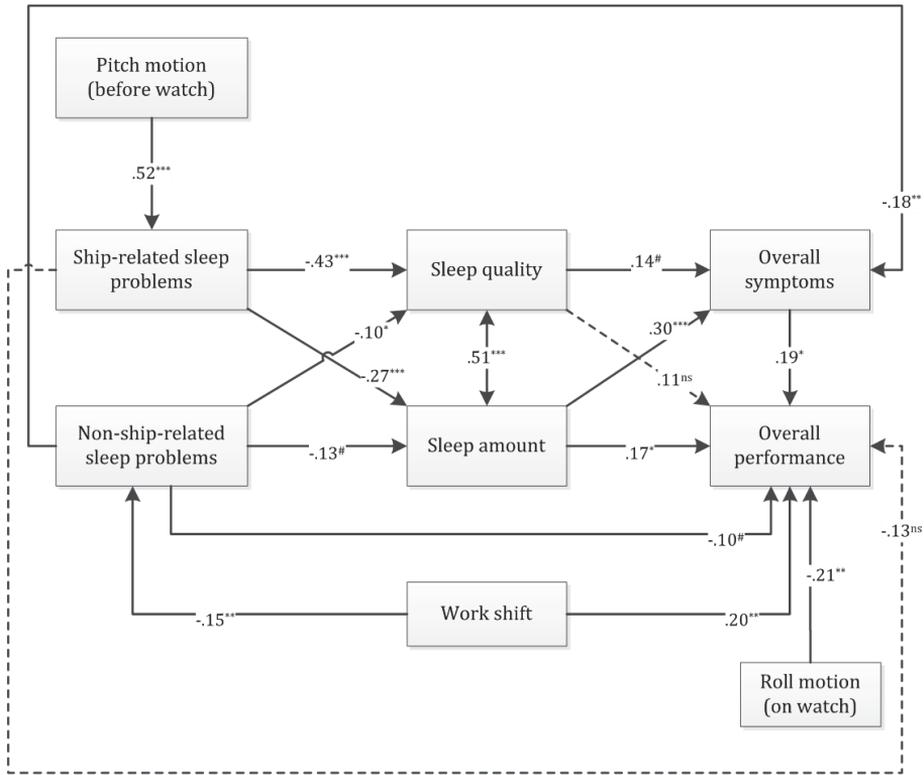 Pitch motion
(before watch)
.52***
-.18**
Ship-related sleep
problems
-.43***
Sleep quality
.14#
Overall
symptoms
-.10*
.51***
.30***
.19*
-.27***
.11ns
Non-ship-related
sleep problems
-.13#
Sleep amount
.17*
Overall
performance
-.10#
-.13ns
-.21**
-.15**
Work shift
.20**
Roll motion
(on watch)